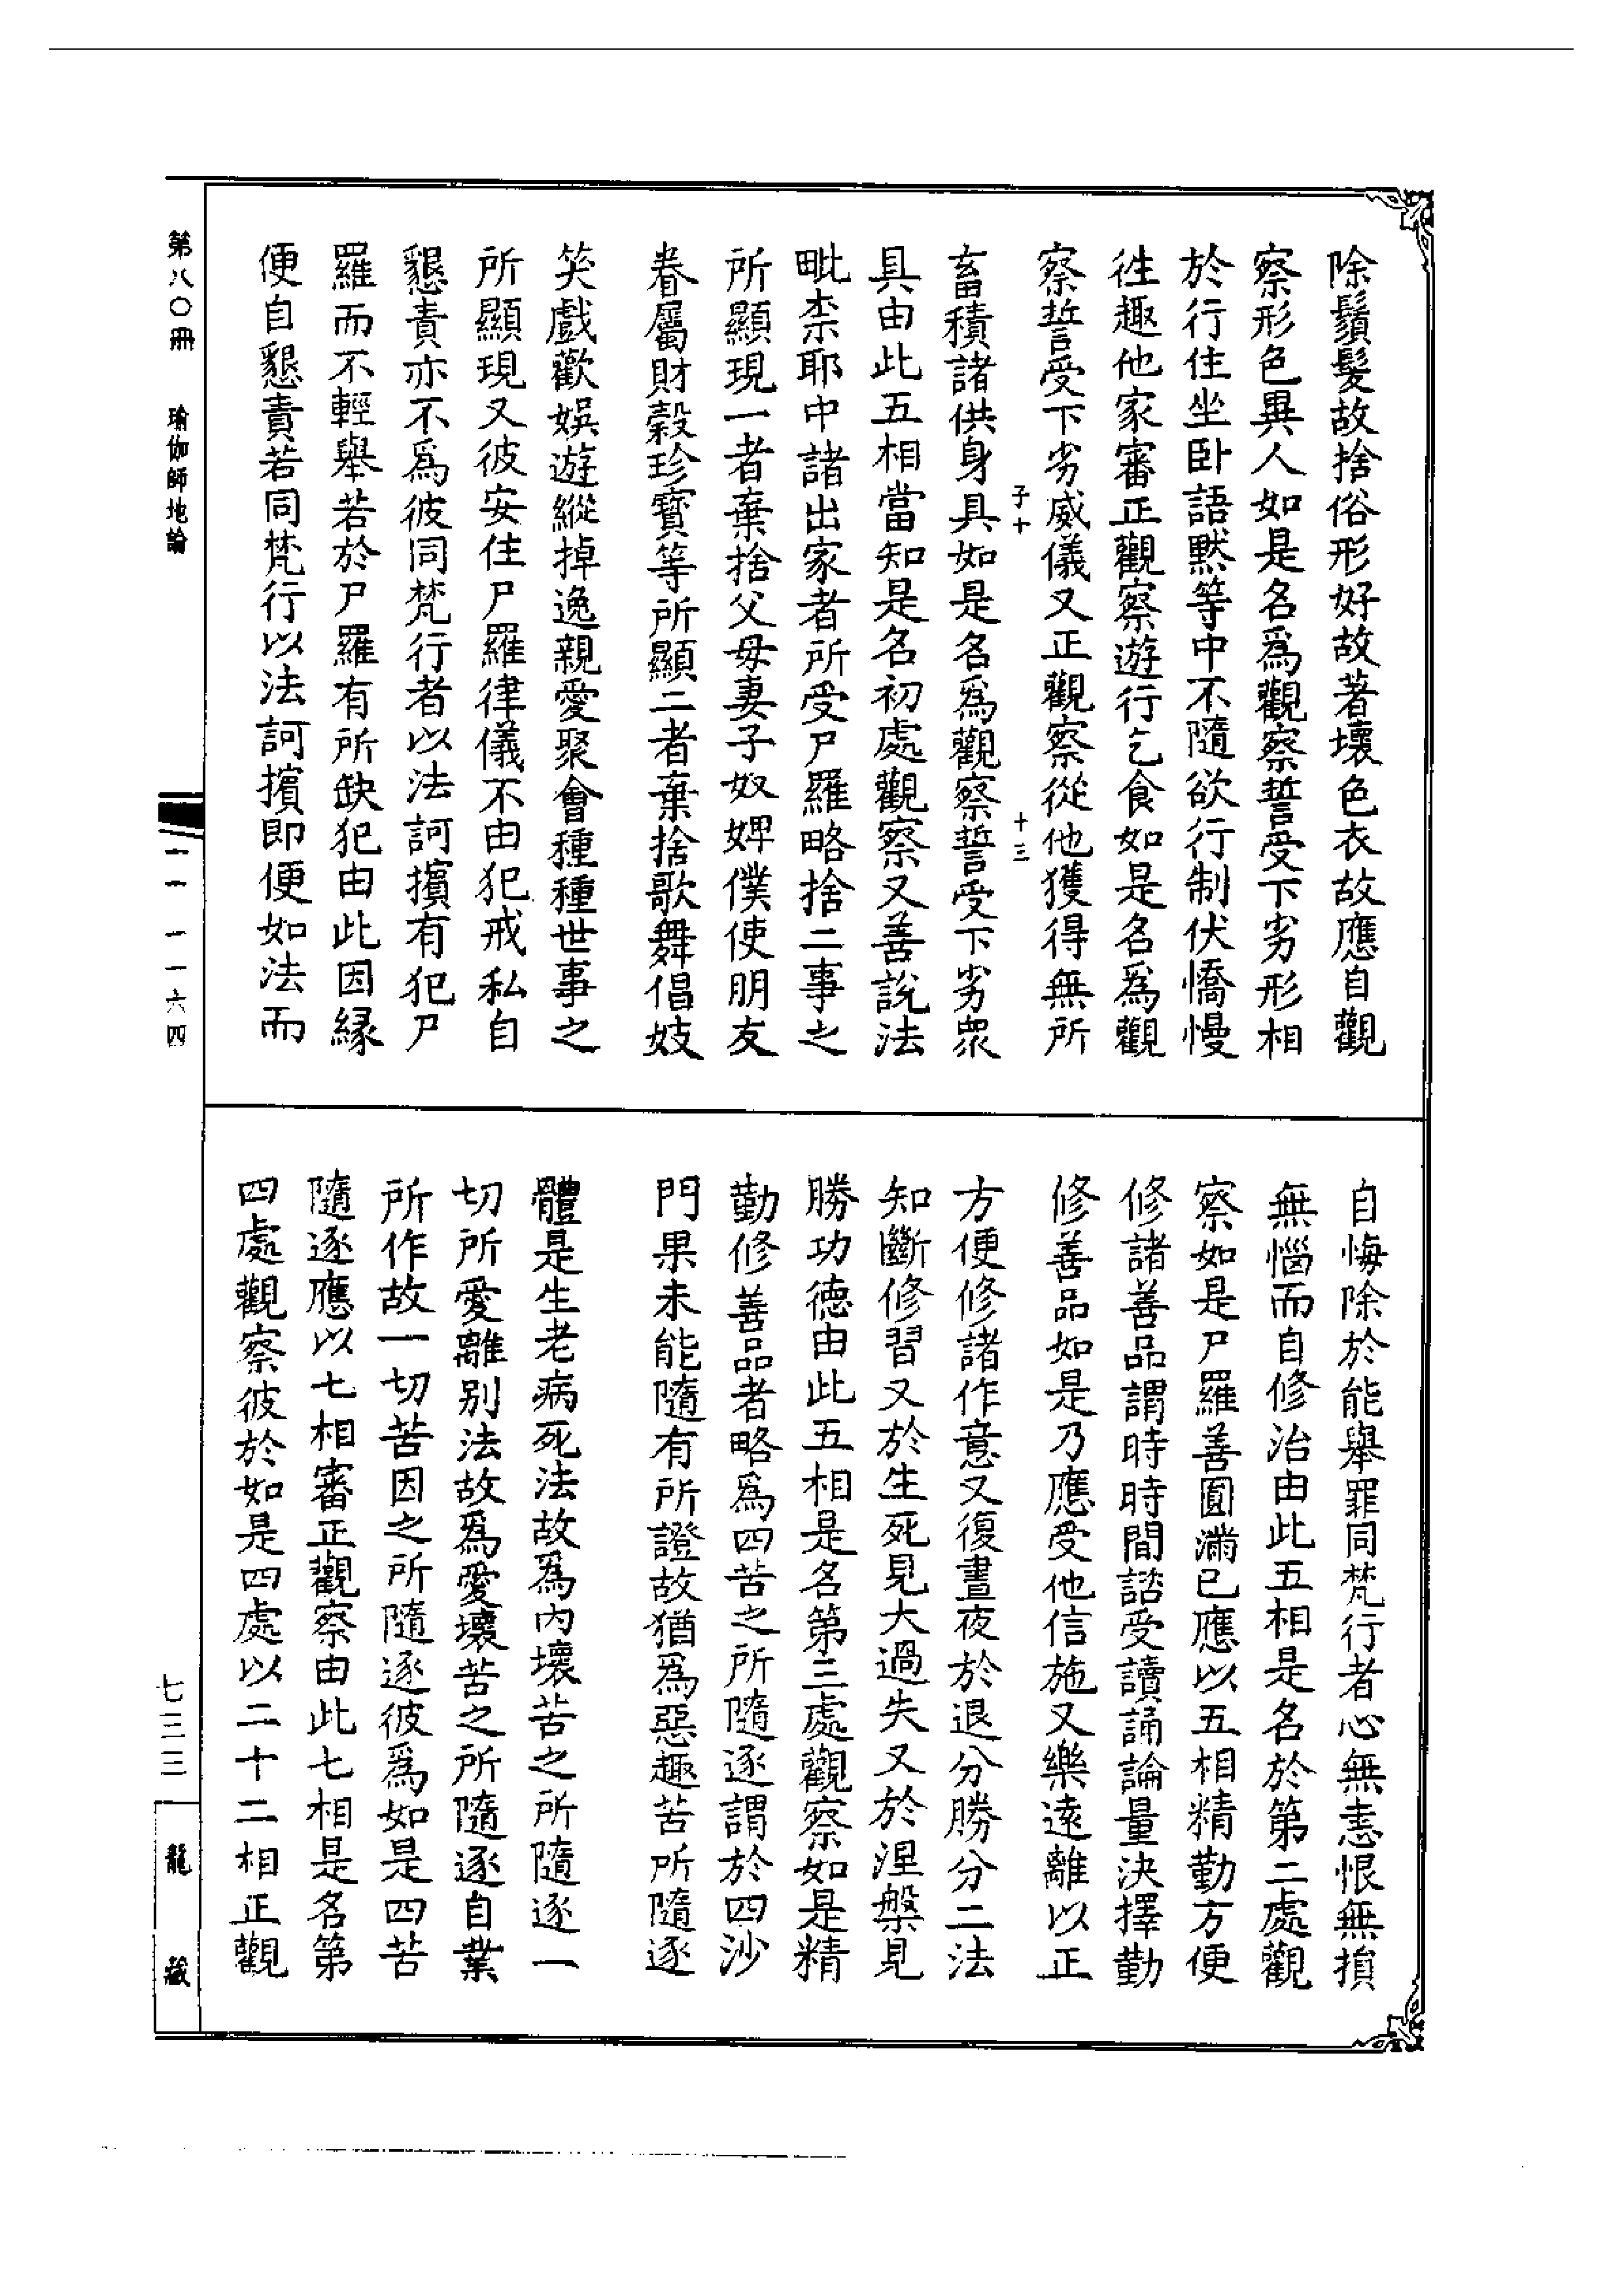 除鬚髮故捨俗形好故著壞色衣故應自觀
察形色異人如是名爲觀察誓受下劣形相
於行住坐臥語默等中不隨欲行制伏憍慢
往趣他家審正觀察遊行乞食如是名爲觀
察誓受下劣威儀又正觀察從他獲得無所
子十 十三
畜積諸供身具如是名爲觀察誓受下劣衆
具由此五相當知是名初處觀察又善說法
毗柰耶中諸出家者所受尸羅略捨二事之
所顯現一者棄捨父母妻子奴婢僕使朋友
眷屬財穀珍寶等所顯二者棄捨歌舞倡妓
笑戲歡娛遊縱掉逸親愛聚會種種世事之
所顯現又彼安住尸羅律儀不由犯戒私自
懇責亦不爲彼同梵行者以法訶擯有犯尸
羅而不輕舉若於尸羅有所缺犯由此因緣
便自懇責若同梵行以法訶擯即便如法而
自悔除於能舉罪同梵行者心無恚恨無損
無惱而自修治由此五相是名於第二處觀
察如是尸羅善圓滿已應以五相精勤方便
修諸善品謂時時間諮受讀誦論量決擇勤
修善品如是乃應受他信施又樂遠離以正
方便修諸作意又復晝夜於退分勝分二法
知斷修習又於生死見大過失又於涅槃見
勝功德由此五相是名第三處觀察如是精
勤修善品者略爲四苦之所隨逐謂於四沙
門果未能隨有所證故猶爲惡趣苦所隨逐
體是生老病死法故爲內壞苦之所隨逐一
切所愛離別法故爲愛壞苦之所隨逐自業
所作故一切苦因之所隨逐彼爲如是四苦
隨逐應以七相審正觀察由此七相是名第
四處觀察彼於如是四處以二十二相正觀
第八〇冊 瑜伽師地論
一一一一六四
七三三
龍藏